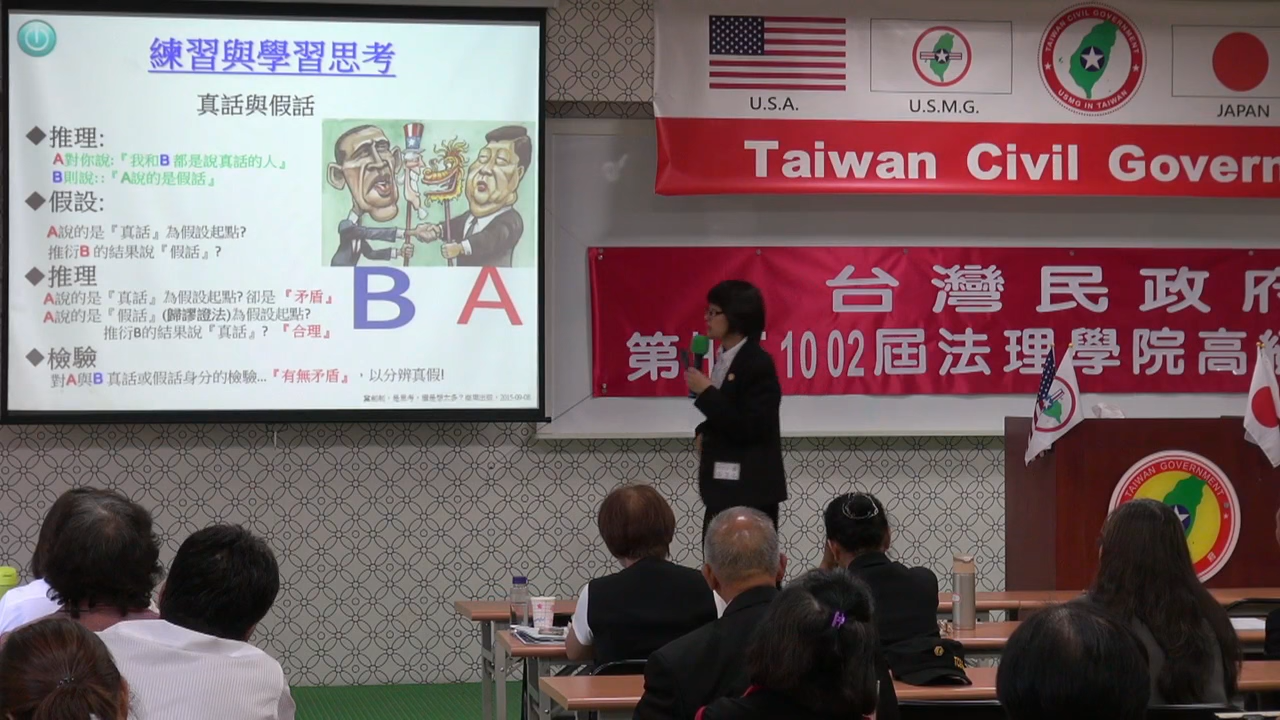 練習與學習思考
真話與假話
◆推理:
A對你說:『我和B都是說真話的人』
B則說::『A說的是假話』
◆假設:
A說的是『真話』為假設起點?
推衍B的結果說『假話』?
◆推理
A說的是『真話』為假設起點? 卻是『矛盾』
A說的是『假話』(歸謬證法)為假設起點?
推衍B的結果說『真話』? 『合理』
◆檢驗
對A與B真話或假話身分的檢驗...『有無矛盾』, 以分辨真假!
B A
U.S.A.
U.S.M.G.
TAIWAN CIVIL GOVERNMENT
USMG IN TAIWAN
JAPAN
Taiwan Civil Govern
台灣民政府
第 1002屆法理學院高
TAIWAN GOVERNMENT